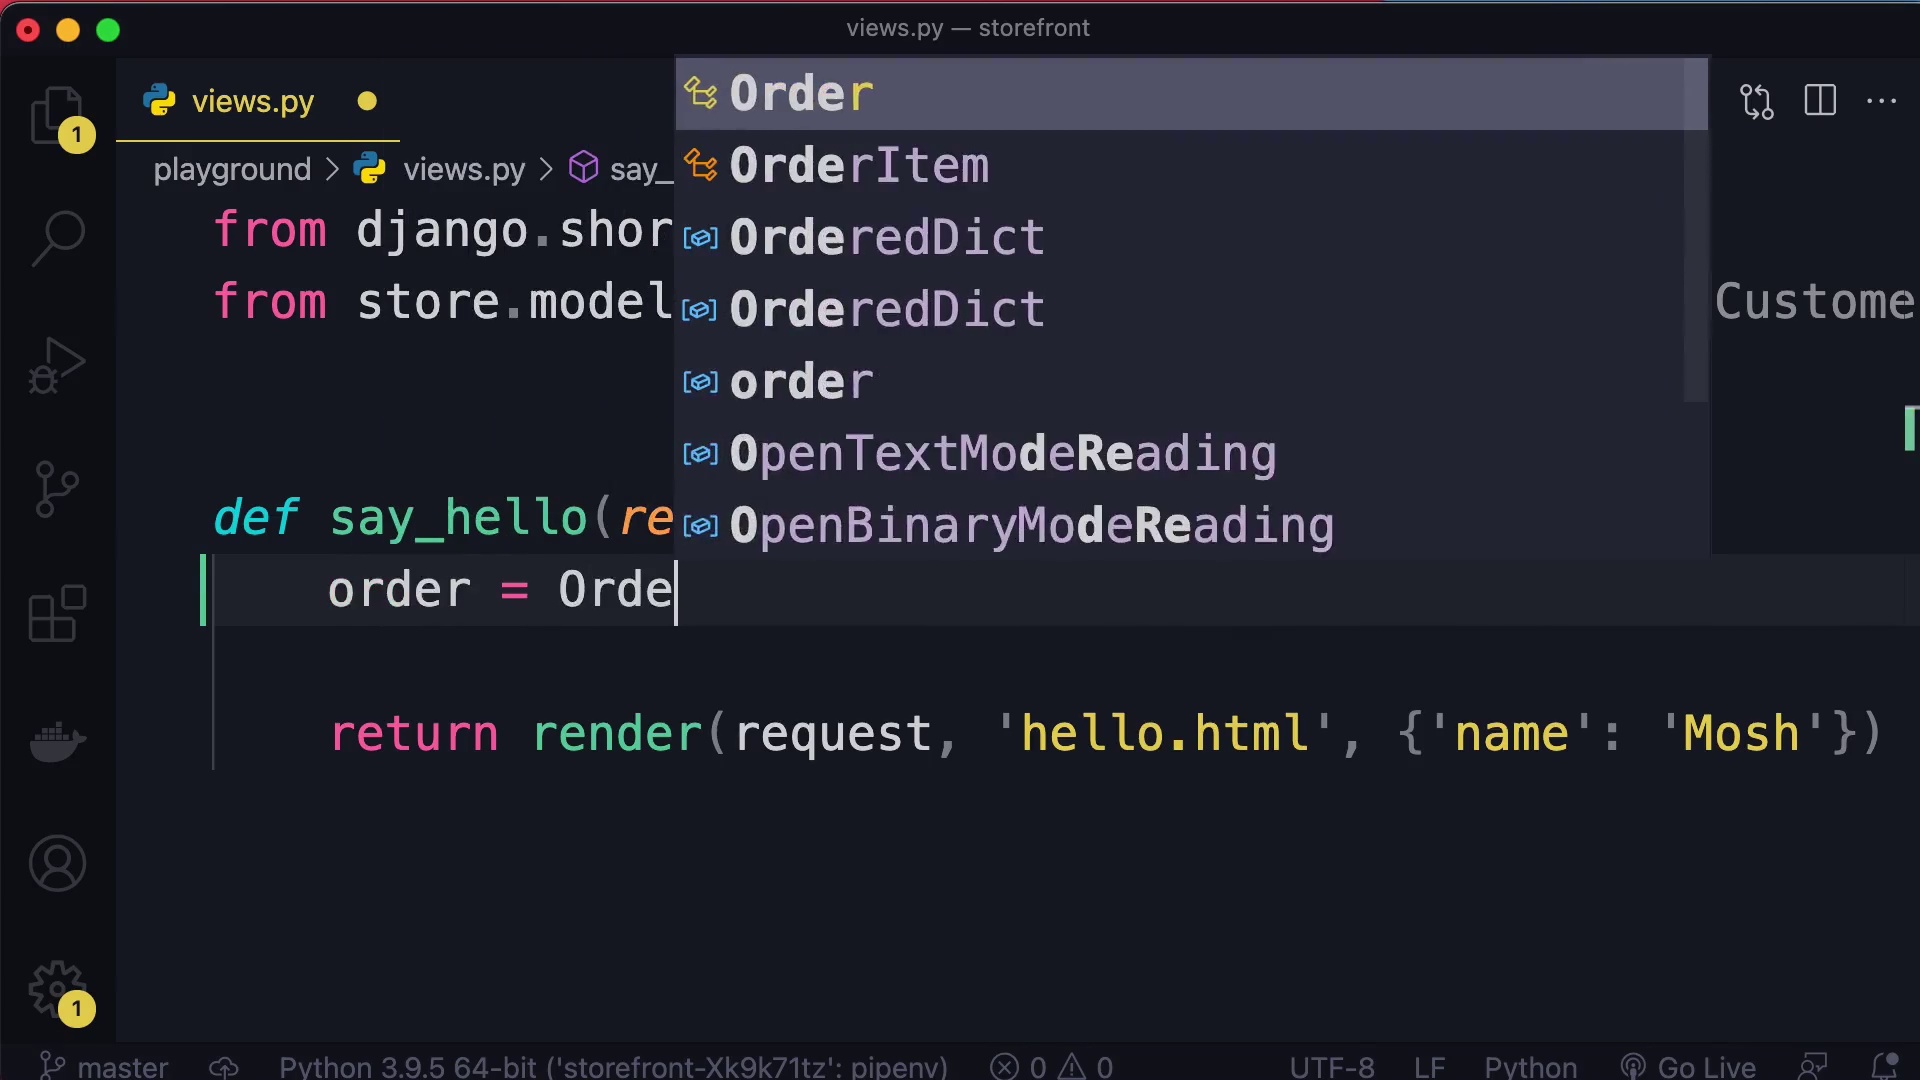 views.py — storefront
views.py
1
playground > views.py > say_
from django.shor
from store.model
Custome
Order
OrderItem
OrderedDict
OrderedDict
order
OpenTextModeReading
OpenBinaryModeReading
def say_hello(re
order = Orde
return render(request, 'hello.html', {'name': 'Mosh'})
1
master Python 3.9.5 64-bit ('storefront-Xk9k71tz': pipenv) 0 0 UTF-8 LF Python Go Live